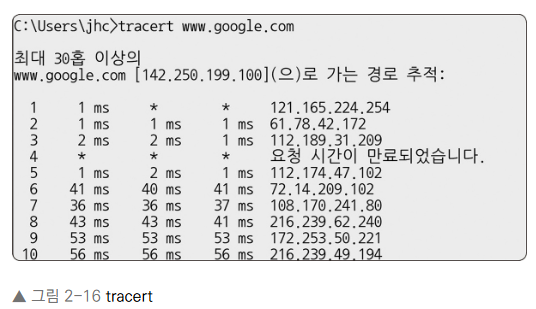 C:\Users\jhc>tracert www.google.com
최대 30홉 이상의
www.google.com [142.250.199.100](으)로 가는 경로 추적:
1 1 ms * * 121.165.224.254
2 1 ms 1 ms 1 ms 61.78.42.172
3 2 ms 2 ms 1 ms 112.189.31.209
4 * * * 요청 시간이 만료되었습니다.
5 1 ms 2 ms 1 ms 112.174.47.102
6 41 ms 40 ms 41 ms 72.14.209.102
7 36 ms 36 ms 37 ms 108.170.241.80
8 43 ms 43 ms 41 ms 216.239.62.240
9 53 ms 53 ms 53 ms 172.253.50.221
10 56 ms 56 ms 56 ms 216.239.49.194
▲ 그림 2-16 tracert